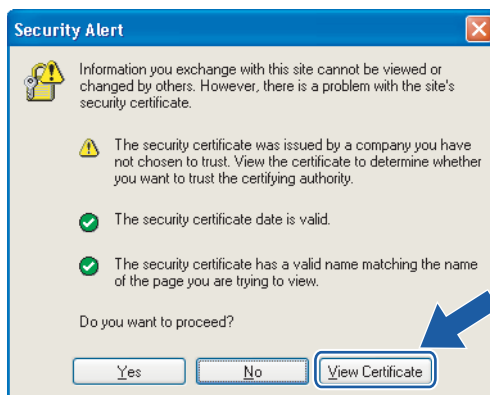 Security Alert
Information you exchange with this site cannot be viewed or
changed by others. However, there is a problem with the site's
security certificate.
The security certificate was issued by a company you have
not chosen to trust. View the certificate to determine whether
you want to trust the certifying authority.
The security certificate date is valid.
The security certificate has a valid name matching the name
of the page you are trying to view.
Do you want to proceed?
Yes No View Certificate